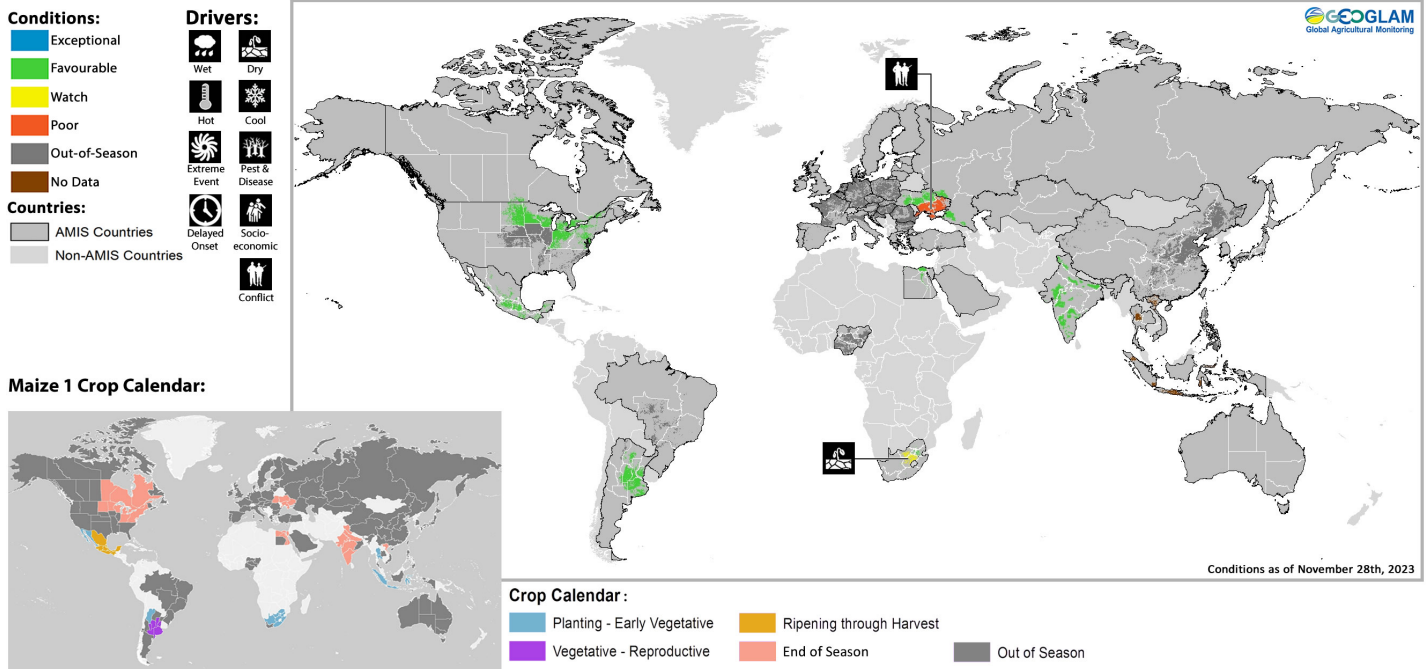 Conditions:
Exceptional
Favourable
Watch
Poor
Out-of-Season
No Data
Countries:
AMIS Countries
Non-AMIS Countries
Drivers:
Wet
Dry
Hot
Cool
Extreme
Event
Pest &
Disease
Delayed
Onset
Socio-
economic
Conflict
GEOGLAM
Global Agricultural Monitoring
Conditions as of November 28th, 2023
Maize 1 Crop Calendar:
Crop Calendar :
Planting - Early Vegetative
Ripening through Harvest
Vegetative - Reproductive
End of Season
Out of Season